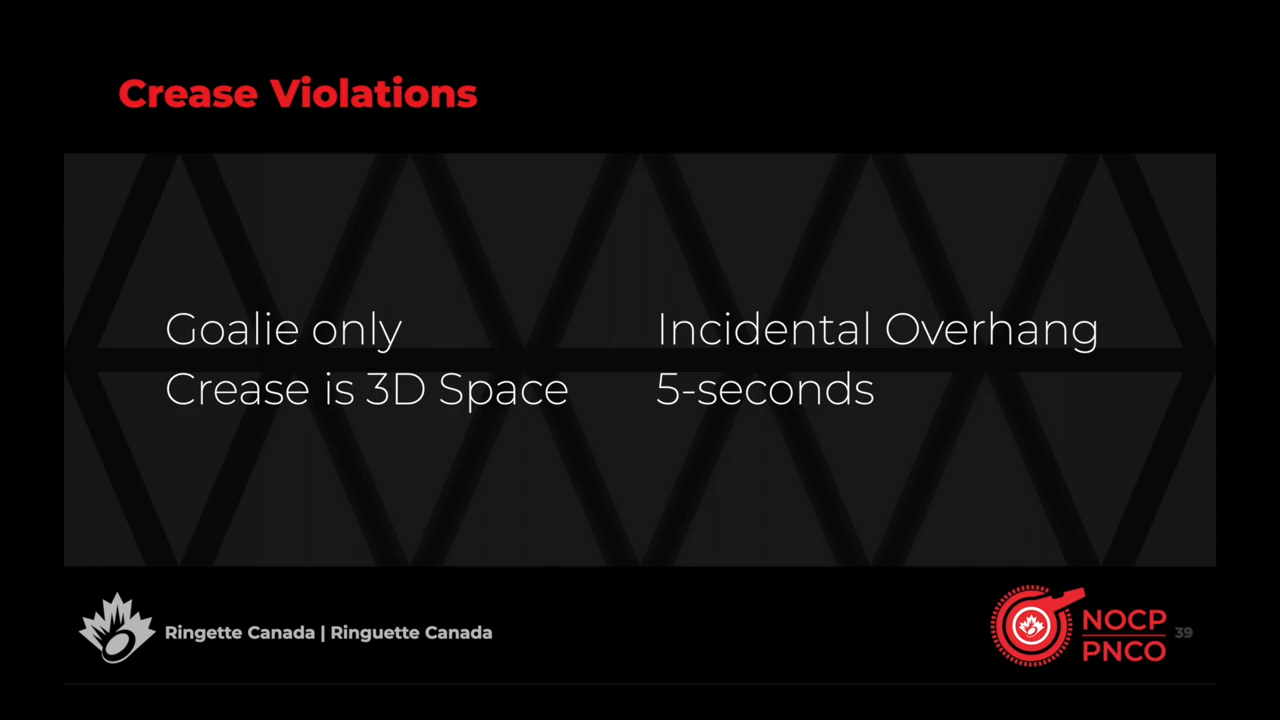 Crease Violations
Goalie only
Crease is 3D Space
Incidental Overhang
5-seconds
Ringette Canada | Ringuette Canada
NOCP
PNCO
39